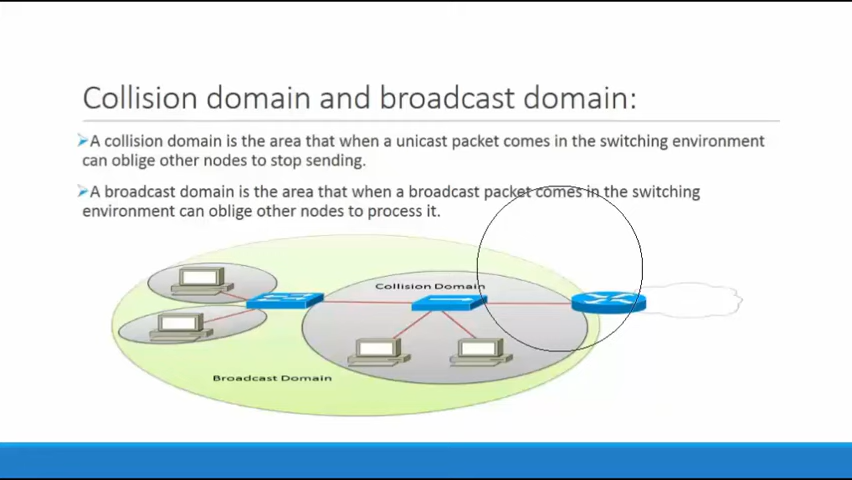 Collision domain and broadcast domain:
A collision domain is the area that when a unicast packet comes in the switching environment
can oblige other nodes to stop sending.
A broadcast domain is the area that when a broadcast packet comes in the switching
environment can oblige other nodes to process it.
Collision Domain
Broadcast Domain